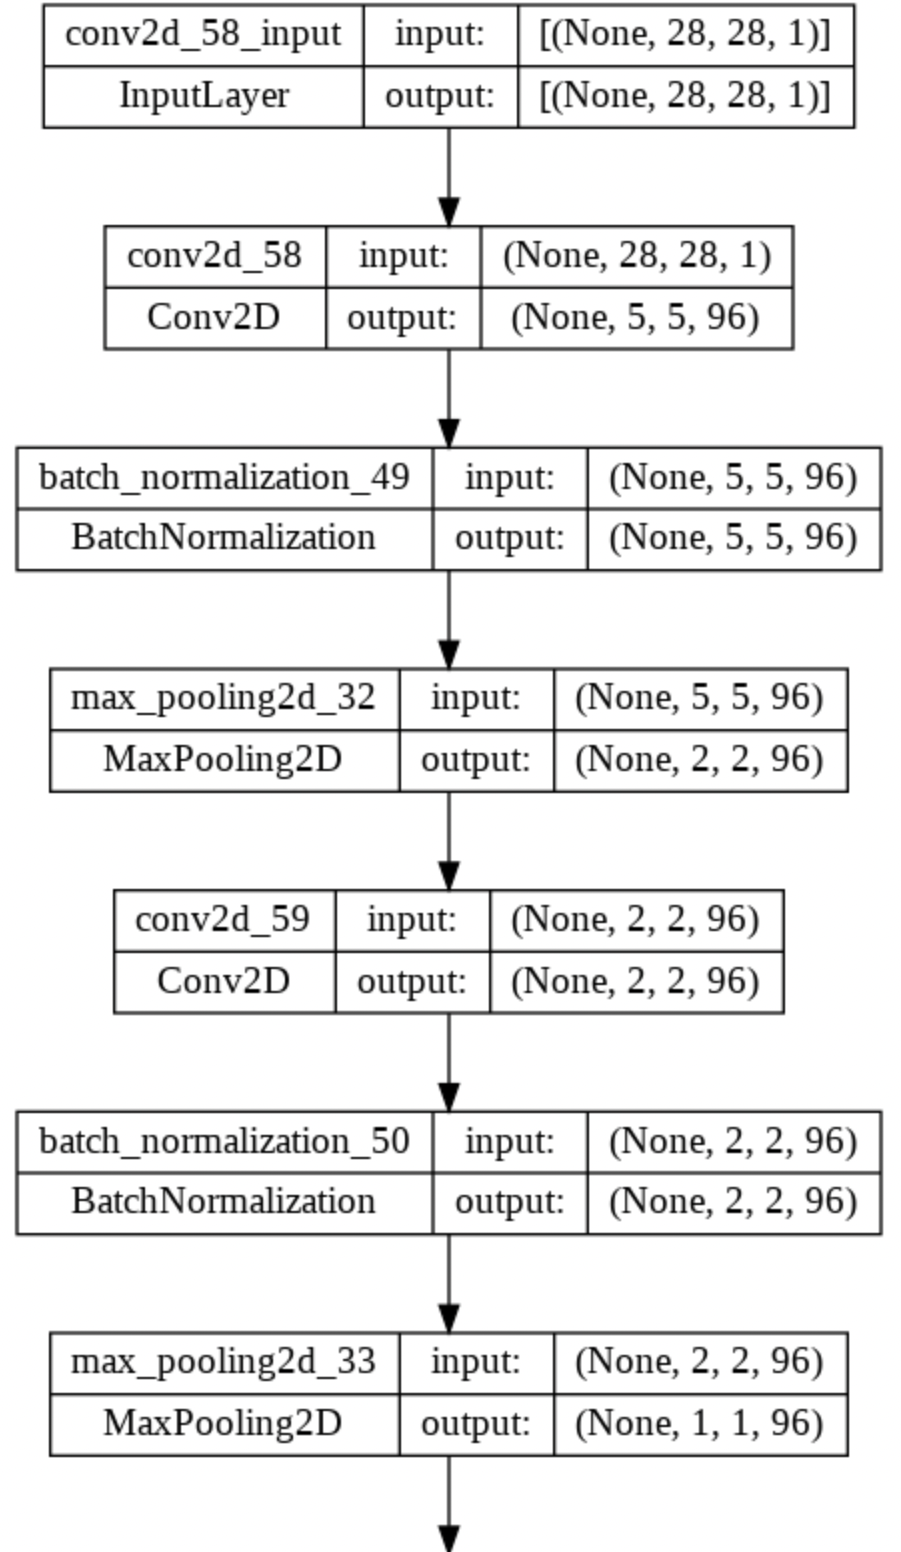 conv2d_58_input input: [(None, 28, 28, 1)]
InputLayer output: [(None, 28, 28, 1)]
conv2d_58 input: (None, 28, 28, 1)
Conv2D output: (None, 5, 5, 96)
batch_normalization_49 input: (None, 5, 5, 96)
BatchNormalization output: (None, 5, 5, 96)
max_pooling2d_32 input: (None, 5, 5, 96)
MaxPooling2D output: (None, 2, 2, 96)
conv2d_59 input: (None, 2, 2, 96)
Conv2D output: (None, 2, 2, 96)
batch_normalization_50 input: (None, 2, 2, 96)
BatchNormalization output: (None, 2, 2, 96)
max_pooling2d_33 input: (None, 2, 2, 96)
MaxPooling2D output: (None, 1, 1, 96)